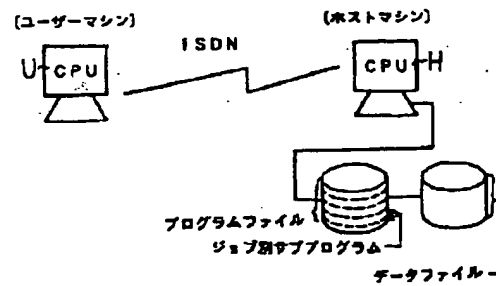 〔ユーザーマシン〕
〔ホストマシン〕
ISDN
U CPU
CPU H
プログラムファイル
ジョブ別サブプログラム
データファイル